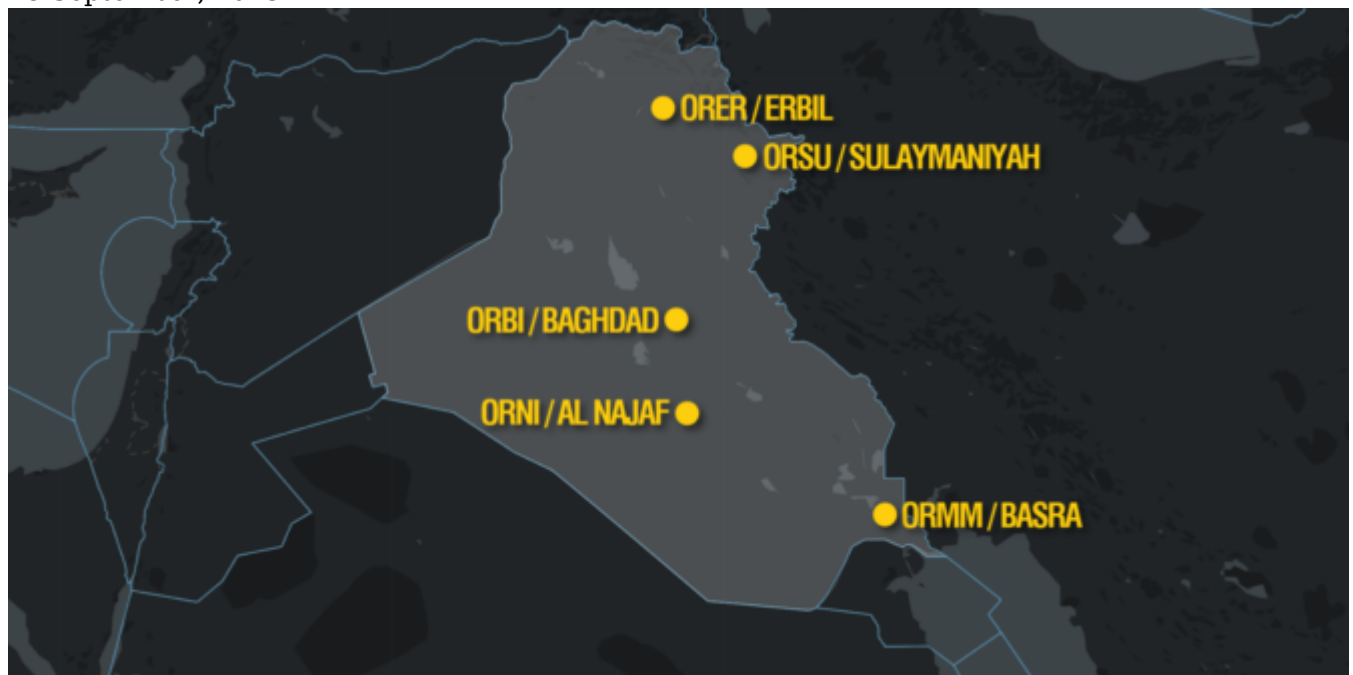 ORER / ERBIL
ORSU / SULAYMANIYAH
ORBI / BAGHDAD
ORNI / AL NAJAF
ORMM / BASRA